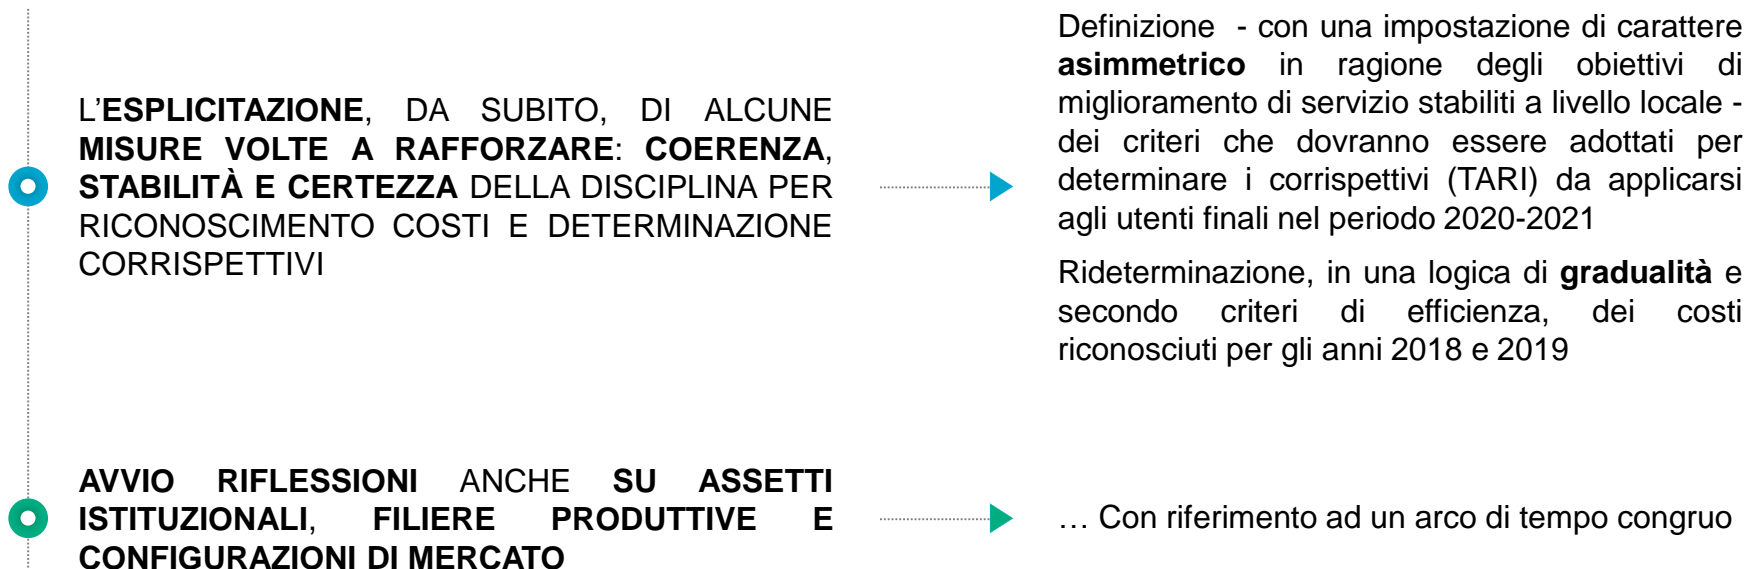 L’ESPLICITAZIONE, DA SUBITO, DI ALCUNE
MISURE VOLTE A RAFFORZARE: COERENZA,
STABILITÀ E CERTEZZA DELLA DISCIPLINA PER
RICONOSCIMENTO COSTI E DETERMINAZIONE
CORRISPETTIVI
Definizione - con una impostazione di carattere
asimmetrico in ragione degli obiettivi di
miglioramento di servizio stabiliti a livello locale -
dei criteri che dovranno essere adottati per
determinare i corrispettivi (TARI) da applicarsi
agli utenti finali nel periodo 2020-2021
Rideterminazione, in una logica di gradualità e
secondo criteri di efficienza, dei costi
riconosciuti per gli anni 2018 e 2019
AVVIO RIFLESSIONI ANCHE SU ASSETTI
ISTITUZIONALI, FILIERE PRODUTTIVE E
CONFIGURAZIONI DI MERCATO
… Con riferimento ad un arco di tempo congruo